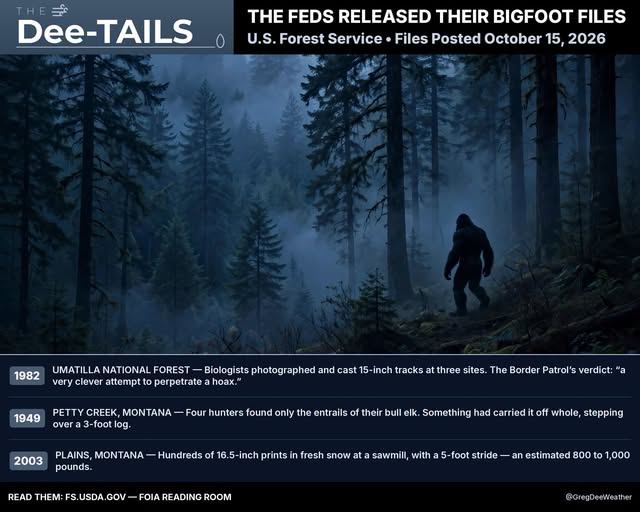 THE
Dee-TAILS
THE FEDS RELEASED THEIR BIGFOOT FILES
U.S. Forest Service • Files Posted October 15, 2026
1982
UMATILLA NATIONAL FOREST — Biologists photographed and cast 15-inch tracks at three sites. The Border Patrol's verdict: “a
very clever attempt to perpetrate a hoax.”
1949
PETTY CREEK, MONTANA — Four hunters found only the entrails of their bull elk. Something had carried it off whole, stepping
over a 3-foot log.
2003
PLAINS, MONTANA — Hundreds of 16.5-inch prints in fresh snow at a sawmill, with a 5-foot stride — an estimated 800 to 1,000
pounds.
READ THEM: FS.USDA.GOV — FOIA READING ROOM
@GregDeeWeather